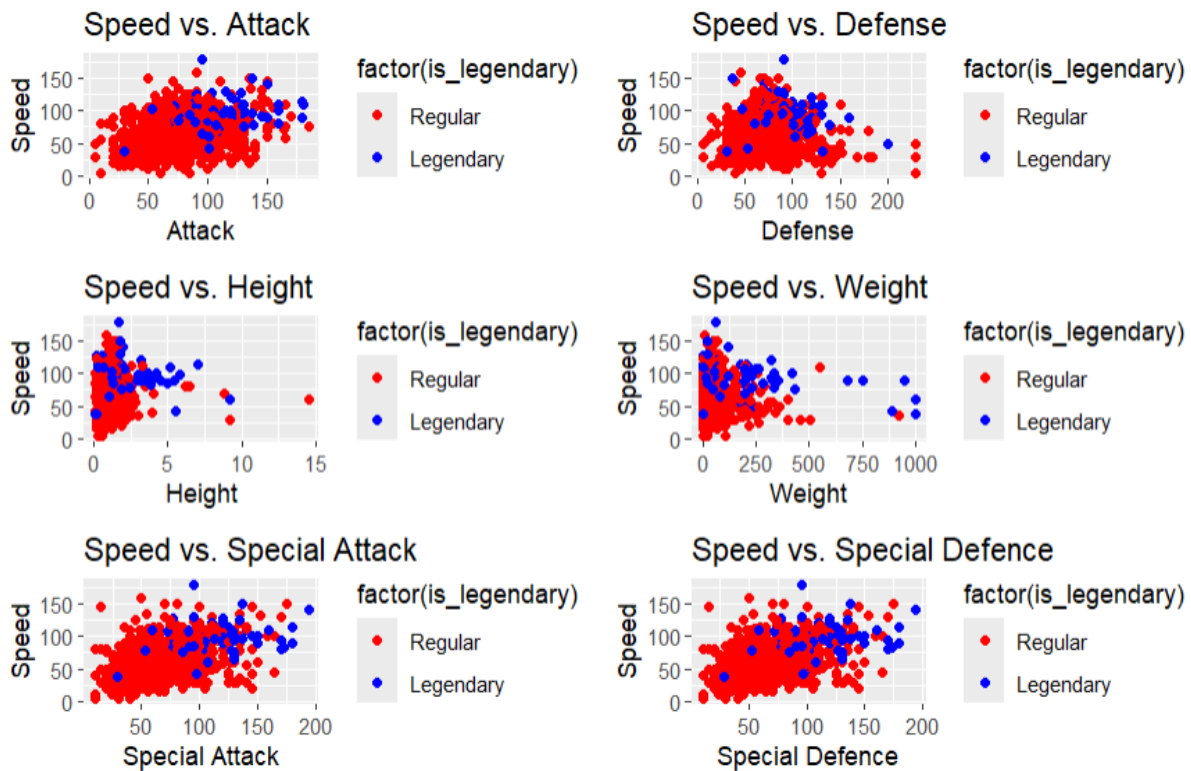 Speed vs. Attack
Speed
150
100
50
0
0 50 100 150
Attack
factor(is_legendary)
Regular
Legendary
Speed vs. Defense
Speed
150
100
50
0
0 50 100 150 200
Defense
factor(is_legendary)
Regular
Legendary
Speed vs. Height
Speed
150
100
50
0
0 5 10 15
Height
factor(is_legendary)
Regular
Legendary
Speed vs. Weight
Speed
150
100
50
0
0 250 500 750 1000
Weight
factor(is_legendary)
Regular
Legendary
Speed vs. Special Attack
Speed
150
100
50
0
50 100 150 200
Special Attack
factor(is_legendary)
Regular
Legendary
Speed vs. Special Defence
Speed
150
100
50
0
50 100 150 200
Special Defence
factor(is_legendary)
Regular
Legendary